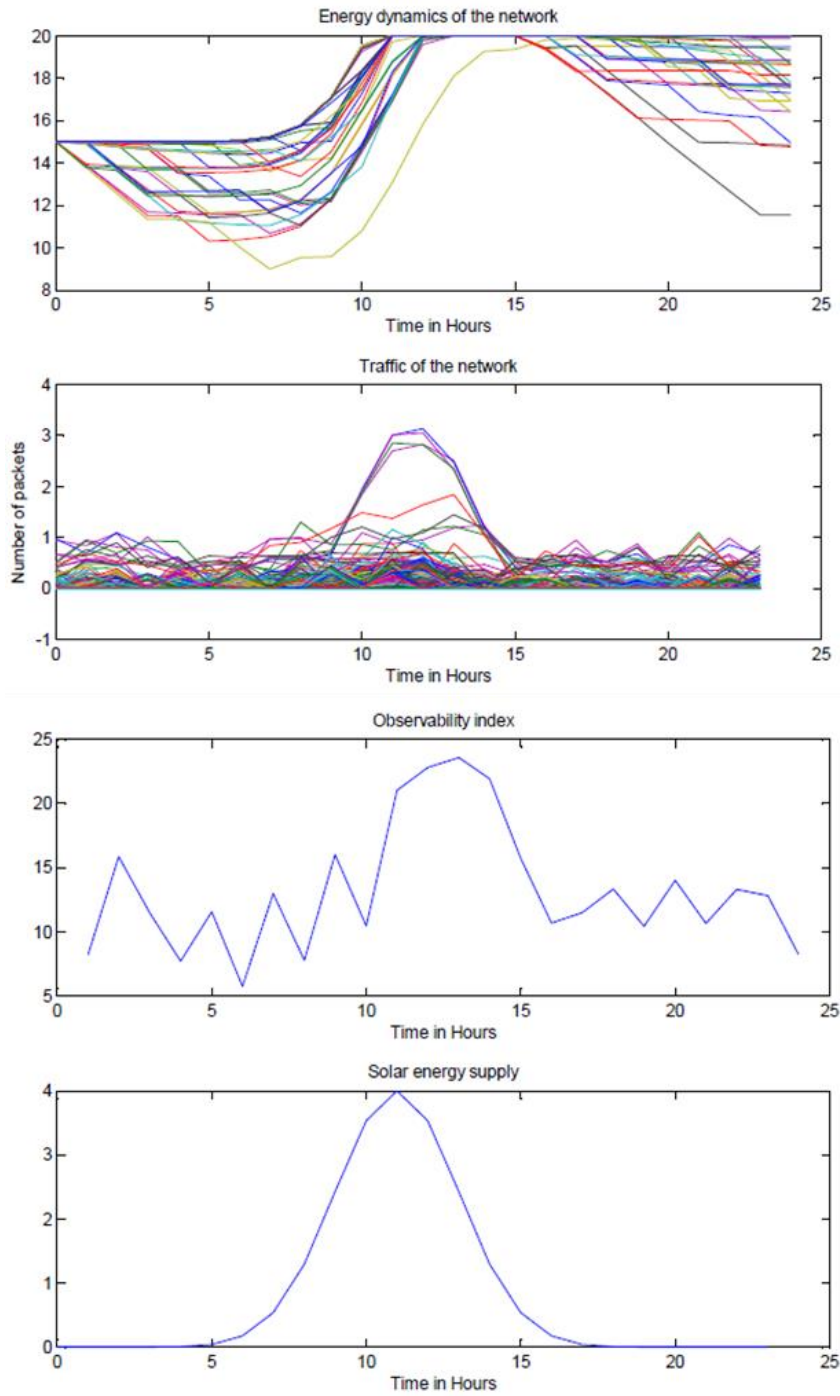 Energy dynamics of the network
20
18
16
14
12
10
8
0 5 10 15 20 25
Time in Hours
Traffic of the network
Number of packets
4
3
2
1
0
-1
0 5 10 15 20 25
Time in Hours
Observability index
25
20
15
10
5
0 5 10 15 20 25
Time in Hours
Solar energy supply
4
3
2
1
0
0 5 10 15 20 25
Time in Hours